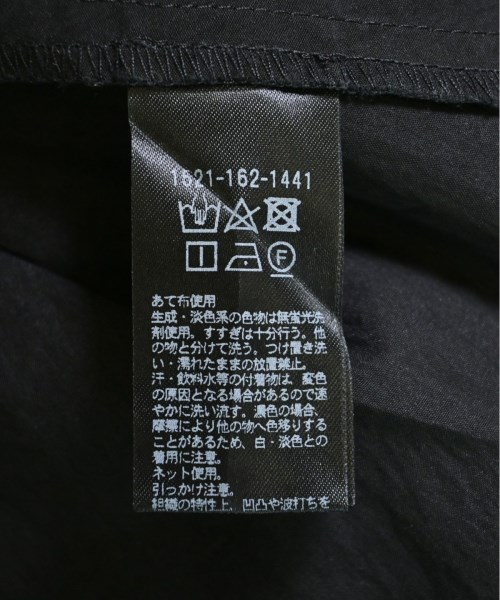 1621-162-1441
F
あて布使用
生成・淡色系の色物は無蛍光洗
剤使用。すすぎは十分行う。他
の物と分けて洗う。つけ置き洗
い・濡れたままの放置禁止。
汗・飲料水等の付着物は、変色
の原因となる場合があるので速
やかに洗い流す。濃色の場合、
摩擦により他の物へ色移りする
ことがあるため、白・淡色との
着用に注意。
ネット使用。
引っかけ注意。
組織の特性上、凹凸や波打ちを